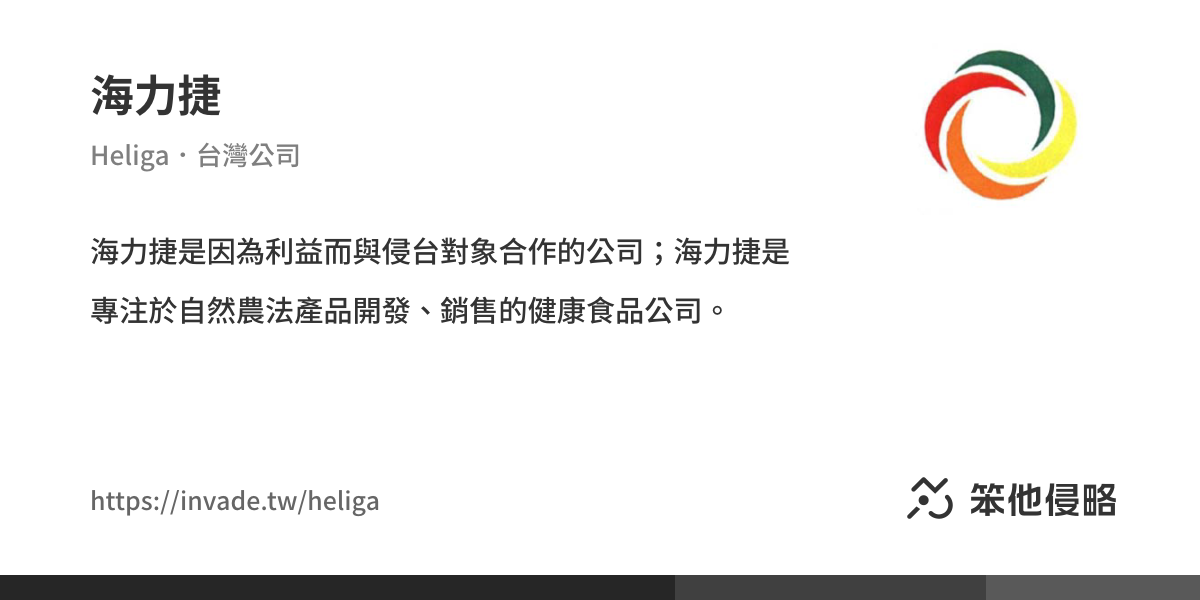 海力捷
Heliga・台灣公司
海力捷是因為利益而與侵台對象合作的公司；海力捷是
專注於自然農法產品開發、銷售的健康食品公司。
https://invade.tw/heliga
笨他侵略